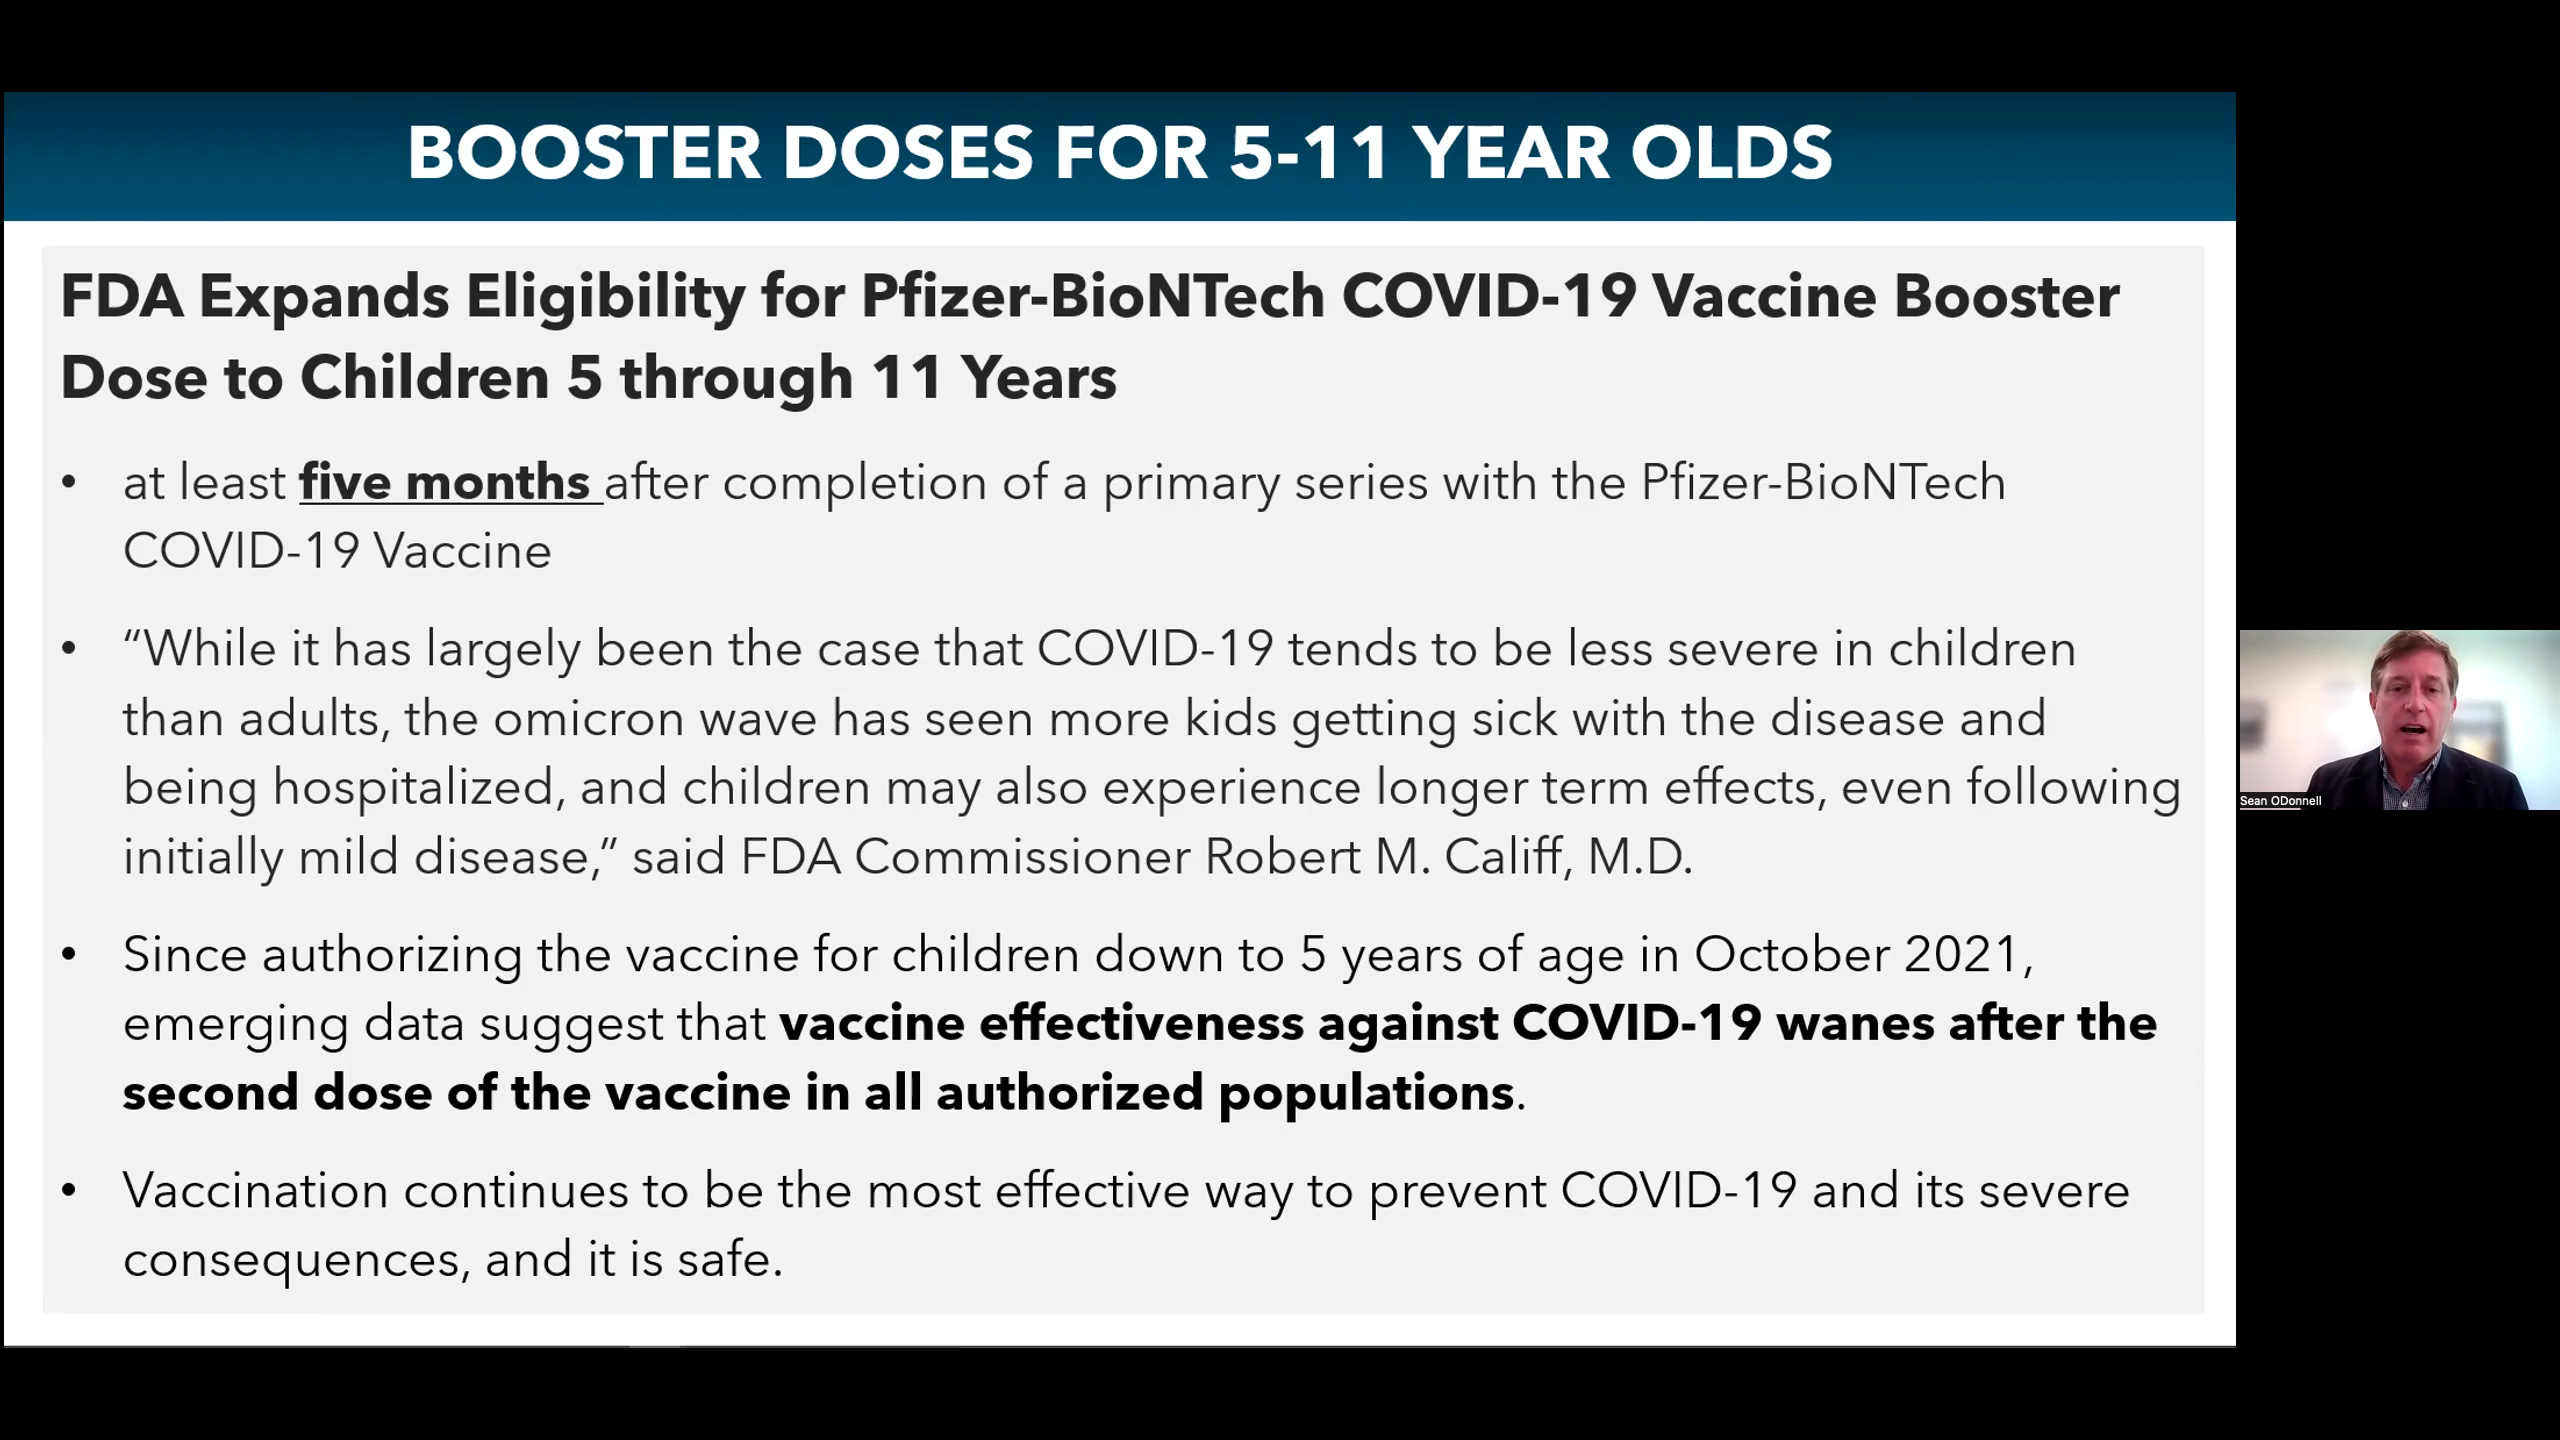 BOOSTER DOSES FOR 5-11 YEAR OLDS
FDA Expands Eligibility for Pfizer-BioNTech COVID-19 Vaccine Booster
Dose to Children 5 through 11 Years
• at least five months after completion of a primary series with the Pfizer-BioNTech
COVID-19 Vaccine
• “While it has largely been the case that COVID-19 tends to be less severe in children
than adults, the omicron wave has seen more kids getting sick with the disease and
being hospitalized, and children may also experience longer term effects, even following
initially mild disease,” said FDA Commissioner Robert M. Califf, M.D.
• Since authorizing the vaccine for children down to 5 years of age in October 2021,
emerging data suggest that vaccine effectiveness against COVID-19 wanes after the
second dose of the vaccine in all authorized populations.
• Vaccination continues to be the most effective way to prevent COVID-19 and its severe
consequences, and it is safe.
Sean ODonnell